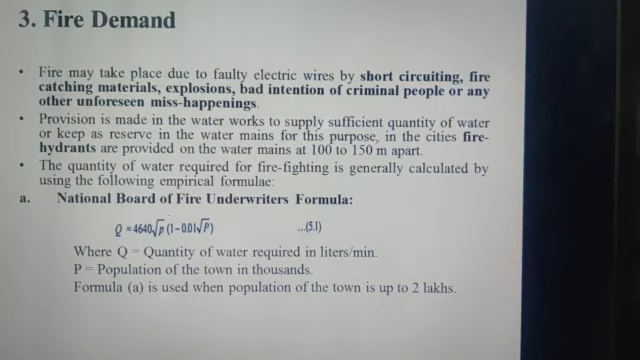 3. Fire Demand
• Fire may take place due to faulty electric wires by short circuiting, fire
catching materials, explosions, bad intention of criminal people or any
other unforeseen miss-happenings.
• Provision is made in the water works to supply sufficient quantity of water
or keep as reserve in the water mains for this purpose, in the cities fire-
hydrants are provided on the water mains at 100 to 150 m apart.
• The quantity of water required for fire-fighting is generally calculated by
using the following empirical formulae:
a. National Board of Fire Underwriters Formula:
Q = 4640√p (1-0.01√P) ...(5.1)
Where Q = Quantity of water required in liters/min.
P = Population of the town in thousands.
Formula (a) is used when population of the town is up to 2 lakhs.